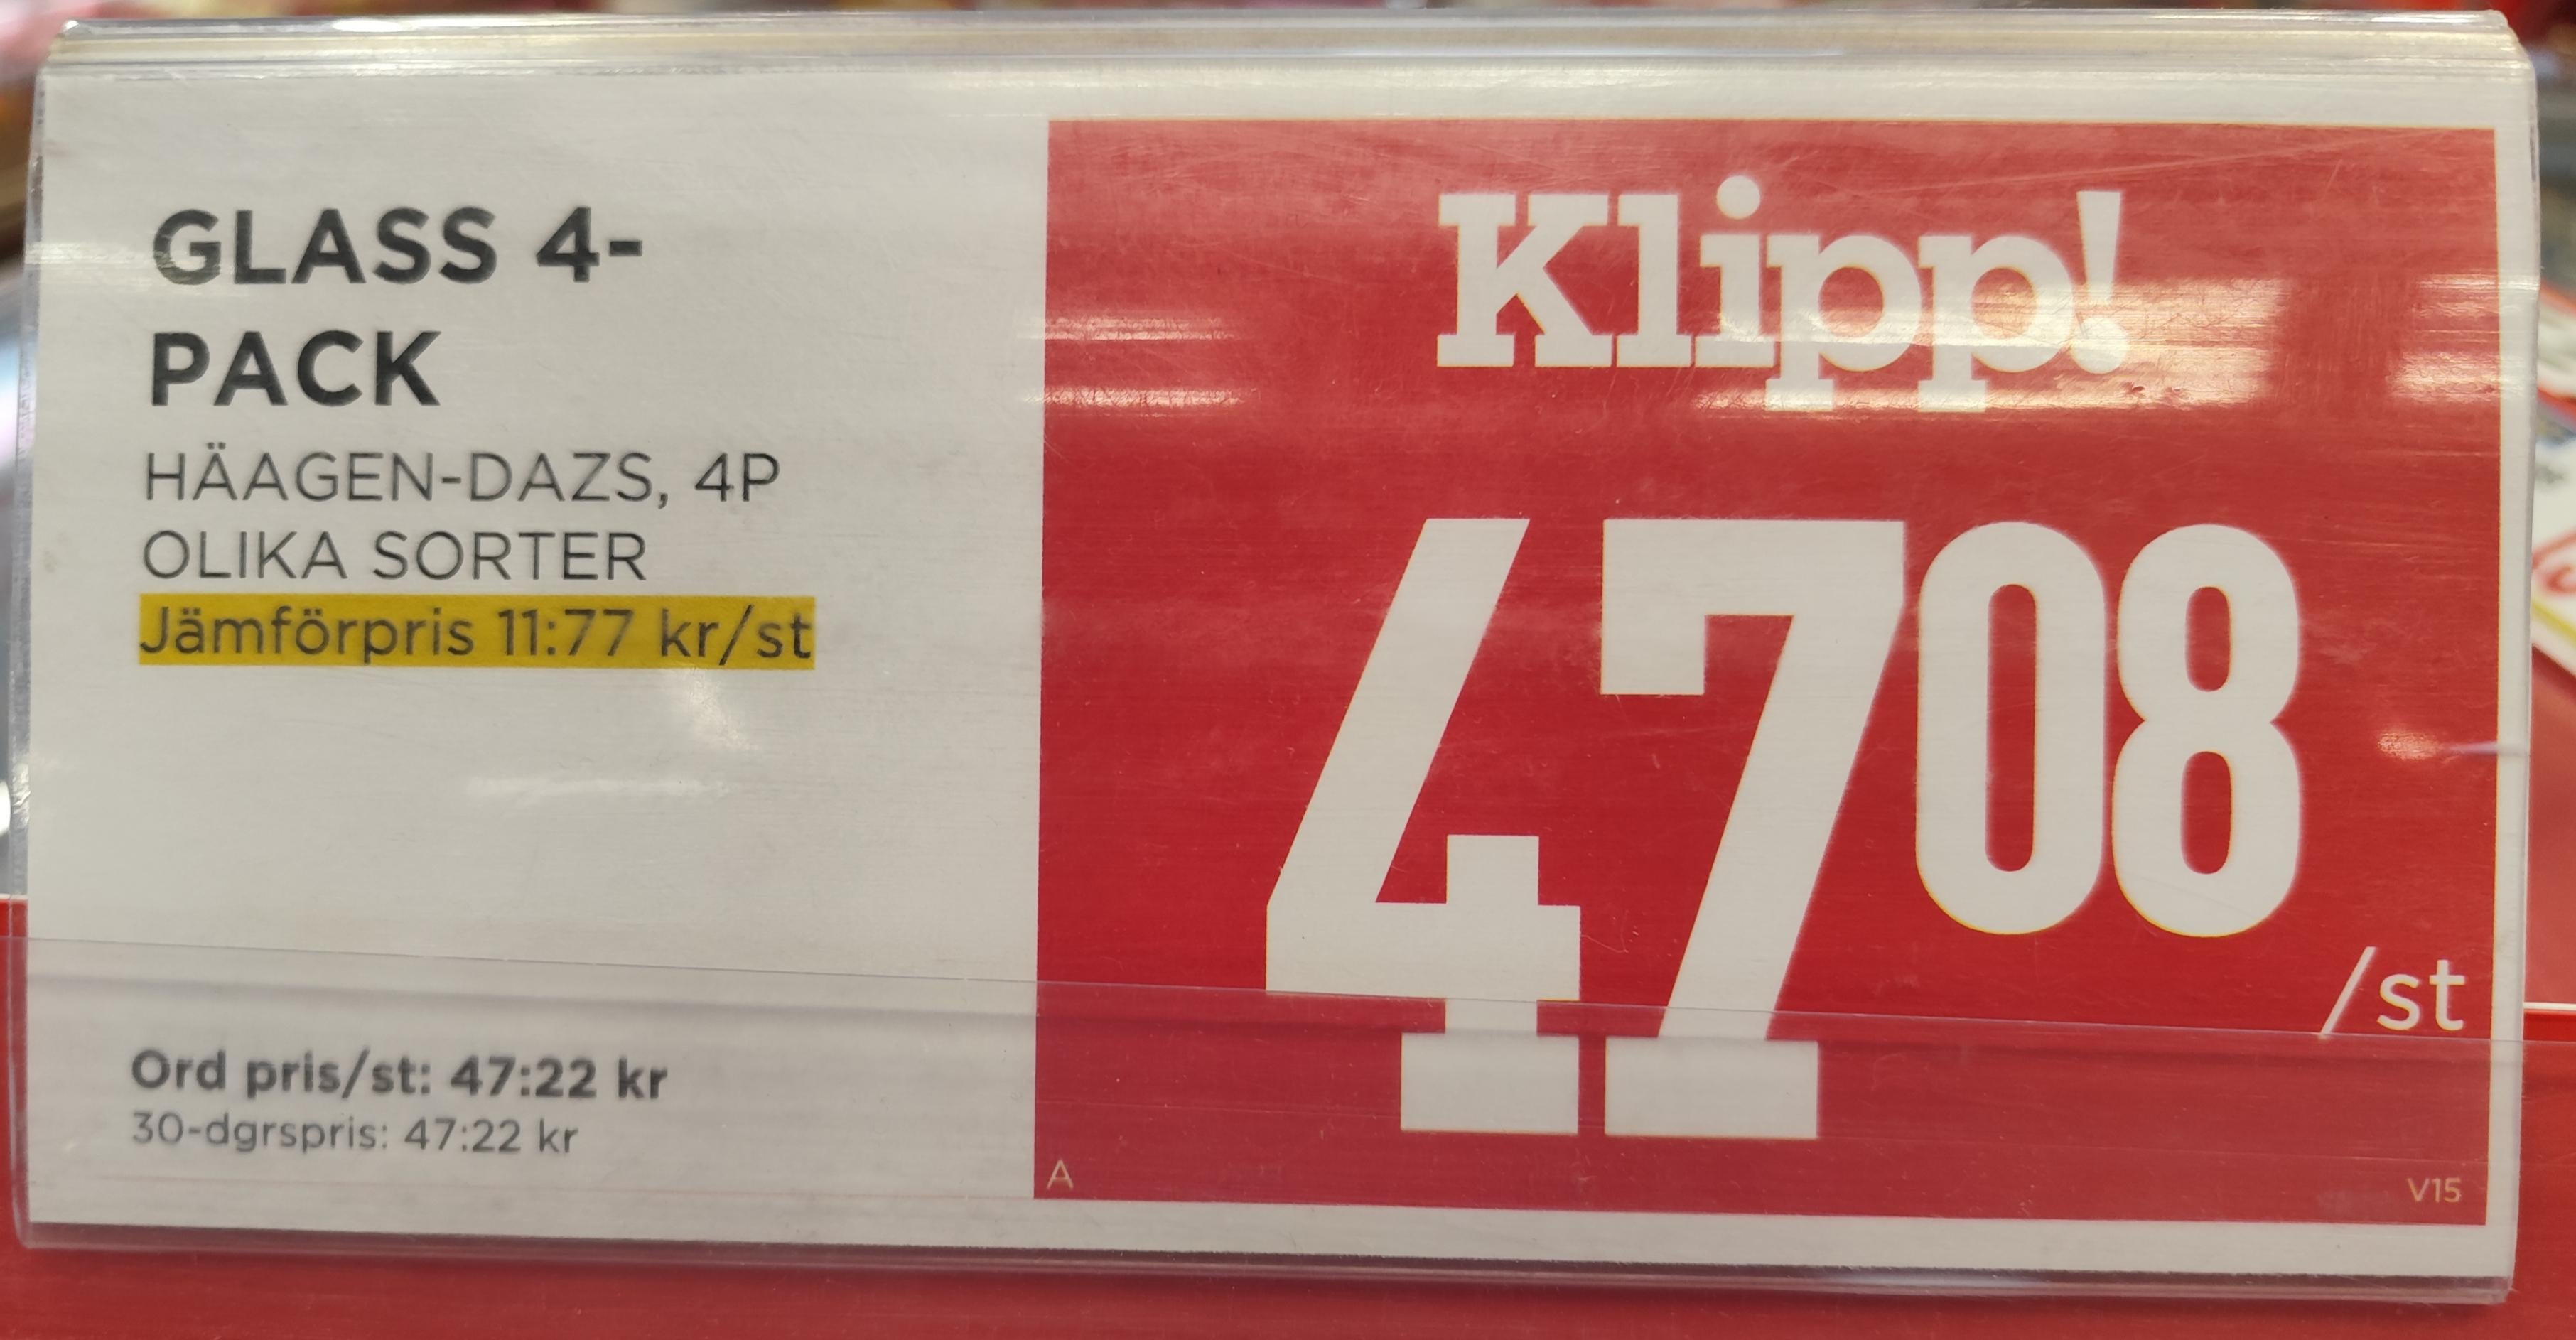 GLASS 4-
PACK
HÄAGEN-DAZS, 4P
OLIKA SORTER
Jämförpris 11:77 kr/st
Ord pris/st: 47:22 kr
30-dgrspris: 47:22 kr
Klipp!
4708
/st
A
V15